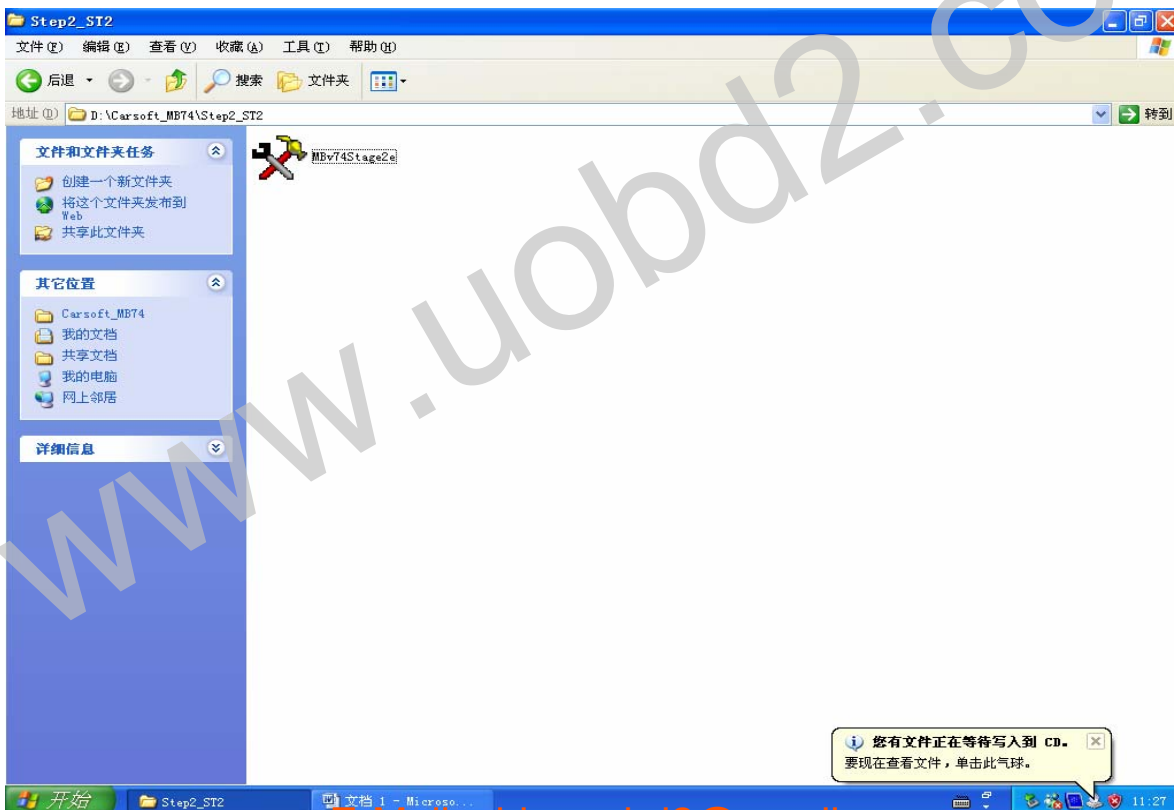 Step2_ST2
文件(F) 编辑(E) 查看(V) 收藏(A) 工具(T) 帮助(H)
后退 搜索 文件夹
地址(D) D:\Carsoft_MB74\Step2_ST2 转到
文件和文件夹任务
创建一个新文件夹
将这个文件夹发布到
Web
共享此文件夹
其它位置
Carsoft_MB74
我的文档
共享文档
我的电脑
网上邻居
详细信息
MBv74Stage2e
www.uobd2.co
您有文件正在等待写入到 CD。
要现在查看文件，单击此气球。
开始 Step2_ST2 文档 1 - Microso... 11:27